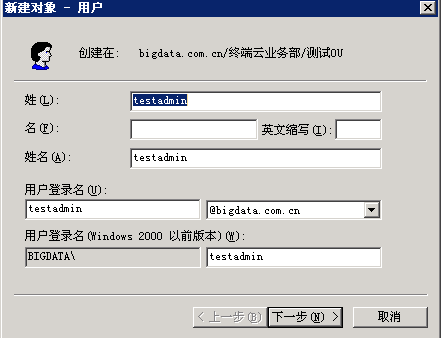 新建对象 - 用户
创建在: bigdata.com.cn/终端云业务部/测试OU
姓(L): testadmin
名(F): 英文缩写(I):
姓名(A): testadmin
用户登录名(U):
testadmin @bigdata.com.cn
用户登录名(Windows 2000 以前版本)(W):
BIGDATA\ testadmin
< 上一步(B) 下一步(N) > 取消